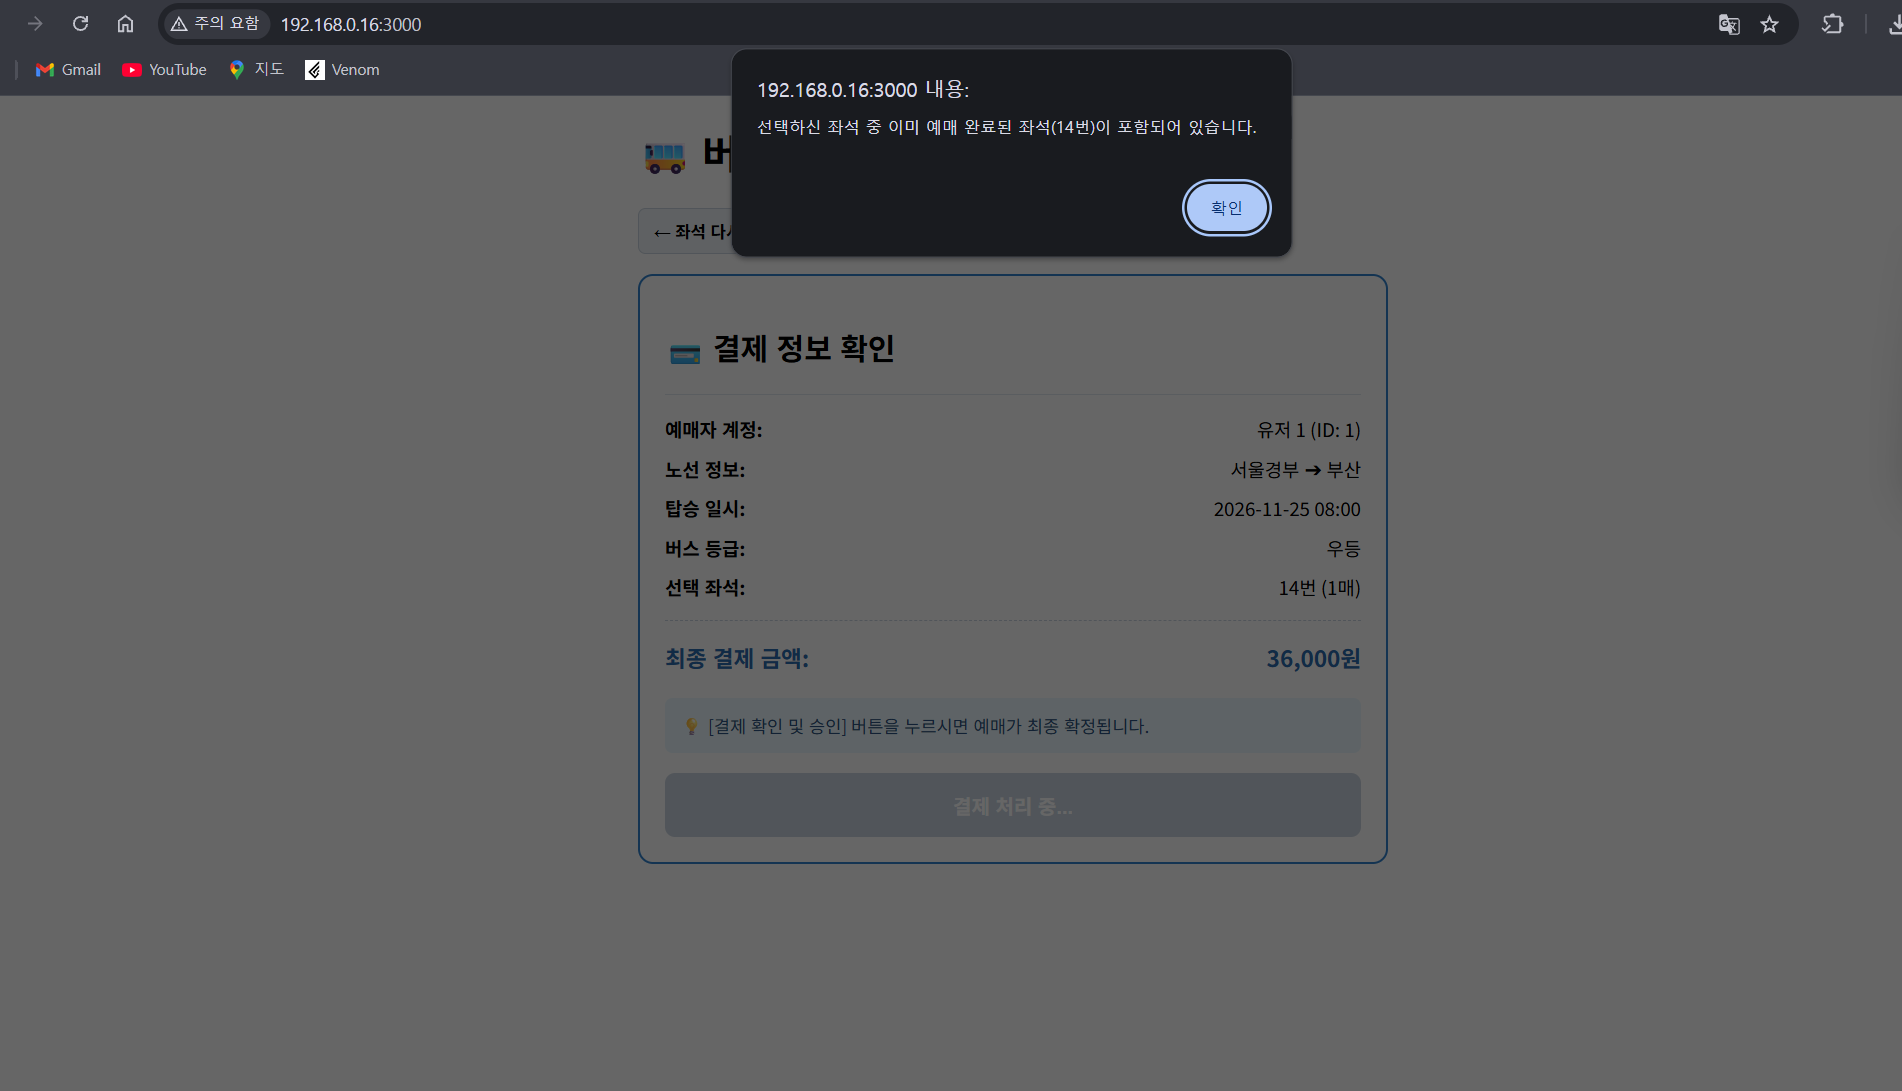 주의 요함
192.168.0.16:3000
Gmail
YouTube
지도
Venom
192.168.0.16:3000 내용:
선택하신 좌석 중 이미 예매 완료된 좌석(14번)이 포함되어 있습니다.
확인
버
← 좌석 다시
결제 정보 확인
예매자 계정: 유저 1 (ID: 1)
노선 정보: 서울경부 ➔ 부산
탑승 일시: 2026-11-25 08:00
버스 등급: 우등
선택 좌석: 14번 (1매)
최종 결제 금액: 36,000원
[결제 확인 및 승인] 버튼을 누르시면 예매가 최종 확정됩니다.
결제 처리 중...